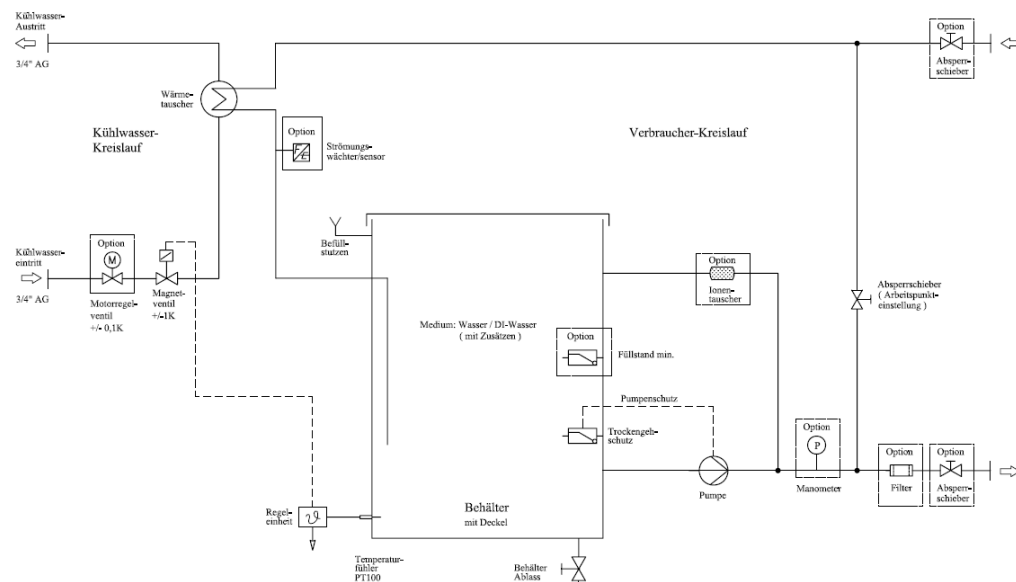 Kühlwasser-
Austritt
3/4" AG
Wärme-
tauscher
Kühlwasser-
Kreislauf
Option
Strömungs-
wächter/sensor
Verbraucher-Kreislauf
Option
Absperr-
schieber
Kühlwasser-
eintritt
3/4" AG
Option
M
Motorregel-
ventil
+/- 0,1K
Magnet-
ventil
+/-1K
Befüll-
stutzen
Medium: Wasser / DI-Wasser
( mit Zusätzen )
Option
Ionen-
tauscher
Absperrschieber
( Arbeitspunkt-
einstellung )
Option
Füllstand min.
Pumpenschutz
Trockengeh-
schutz
Pumpe
Option
P
Manometer
Option
Filter
Option
Absperr-
schieber
Regel-
einheit
ϑ
Temperatur-
fühler
PT100
Behälter
mit Deckel
Behälter
Ablass